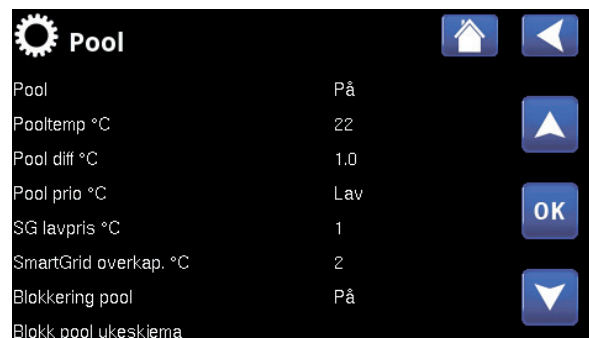 Pool
Pool På
Pooltemp °C 22
Pool diff °C 1.0
Pool prio °C Lav
SG lavpris °C 1
OK
SmartGrid overkap. °C 2
Blokkering pool På
Blokk pool ukeskjema